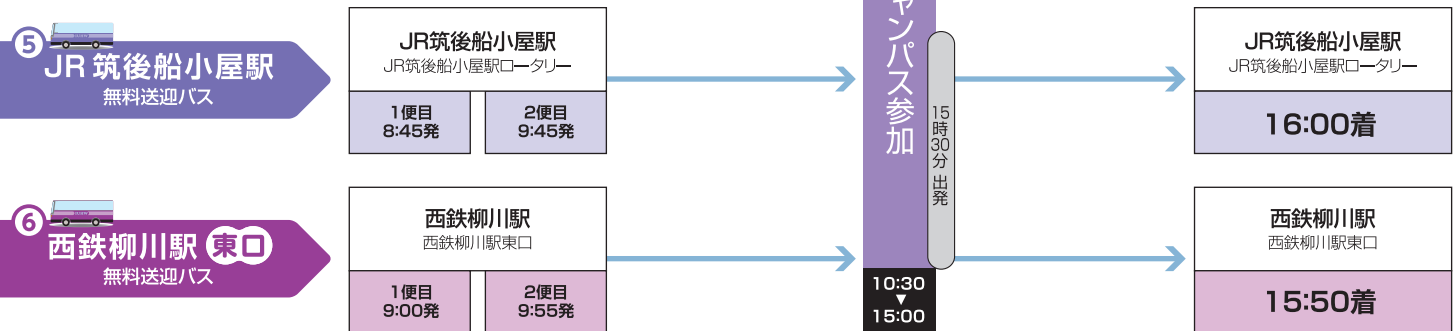 ⑤
JR 筑後船小屋駅
無料送迎バス
JR筑後船小屋駅
JR筑後船小屋駅ロータリー
1便目
8:45発
2便目
9:45発
ャンパス参加
15時30分 出発
JR筑後船小屋駅
JR筑後船小屋駅ロータリー
16:00着
⑥
西鉄柳川駅 東口
無料送迎バス
西鉄柳川駅
西鉄柳川駅東口
1便目
9:00発
2便目
9:55発
10:30
▼
15:00
西鉄柳川駅
西鉄柳川駅東口
15:50着